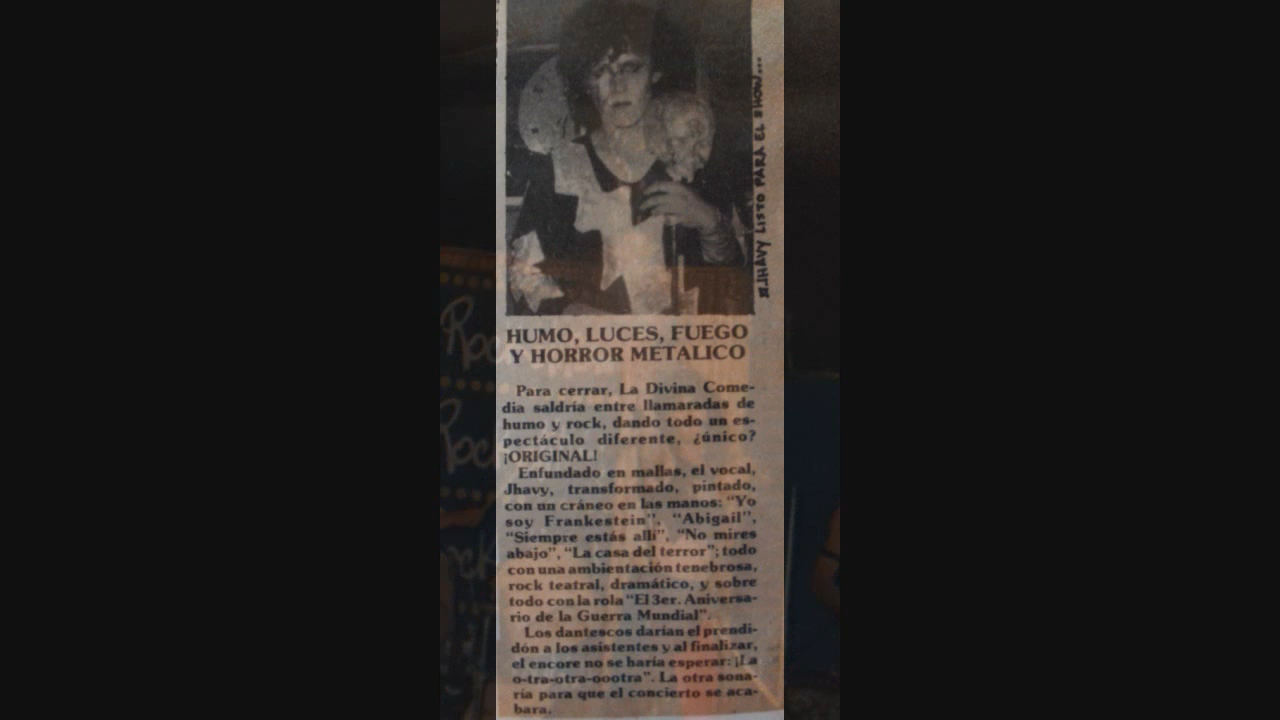 JHAVY LISTO PARA EL SHOW...
HUMO, LUCES, FUEGO
Y HORROR METALICO
Para cerrar, La Divina Come-
dia saldría entre llamaradas de
humo y rock, dando todo un es-
pectáculo diferente, ¿único?
¡ORIGINAL!
Enfundado en mallas, el vocal,
Jhavy, transformado, pintado,
con un cráneo en las manos: "Yo
soy Frankestein", "Abigail",
"Siempre estás allí", "No mires
abajo", "La casa del terror"; todo
con una ambientación tenebrosa,
rock teatral, dramático, y sobre
todo con la rola "El 3er. Aniversa-
rio de la Guerra Mundial".
Los dantescos darían el prendi-
dón a los asistentes y al finalizar,
el encore no se haría esperar: ¡La
o-tra-otra-oootra". La otra sona-
ría para que el concierto se aca-
bara.
Roc
Roc
ock